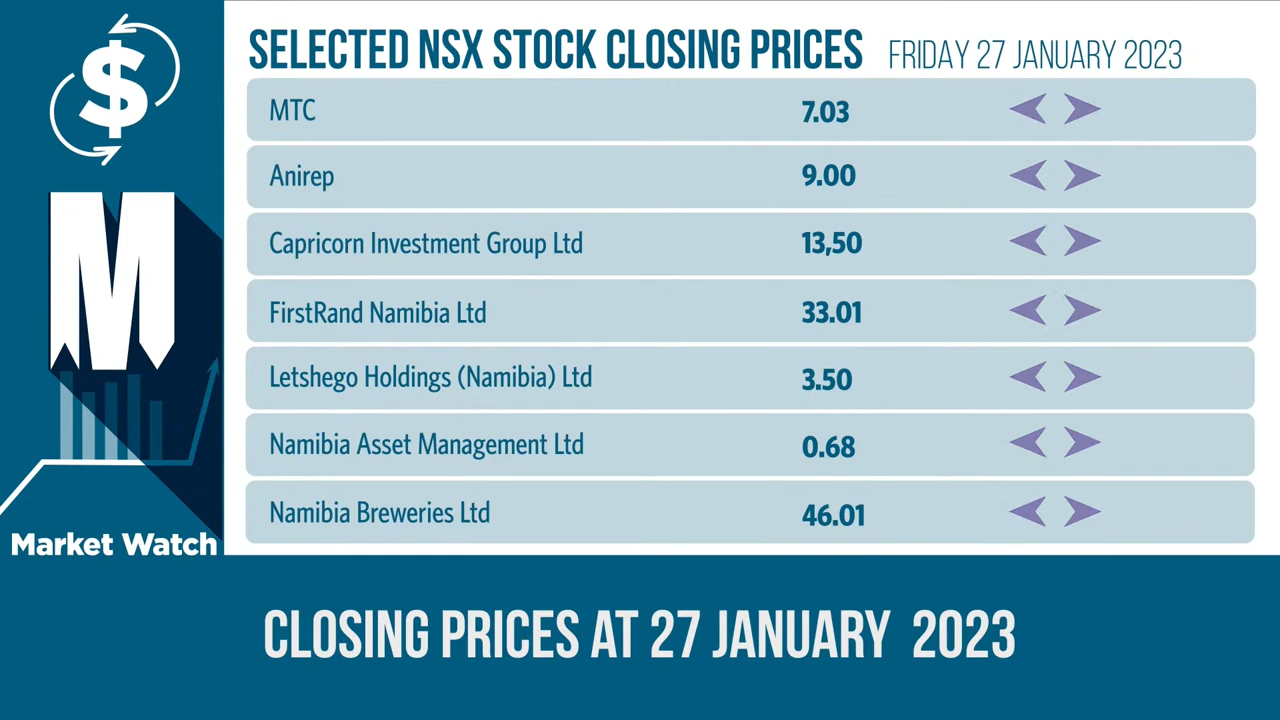 $
SELECTED NSX STOCK CLOSING PRICES FRIDAY 27 JANUARY 2023
MTC 7.03
Anirep 9.00
Capricorn Investment Group Ltd 13,50
FirstRand Namibia Ltd 33.01
Letshego Holdings (Namibia) Ltd 3.50
Namibia Asset Management Ltd 0.68
Namibia Breweries Ltd 46.01
M
Market Watch
CLOSING PRICES AT 27 JANUARY 2023